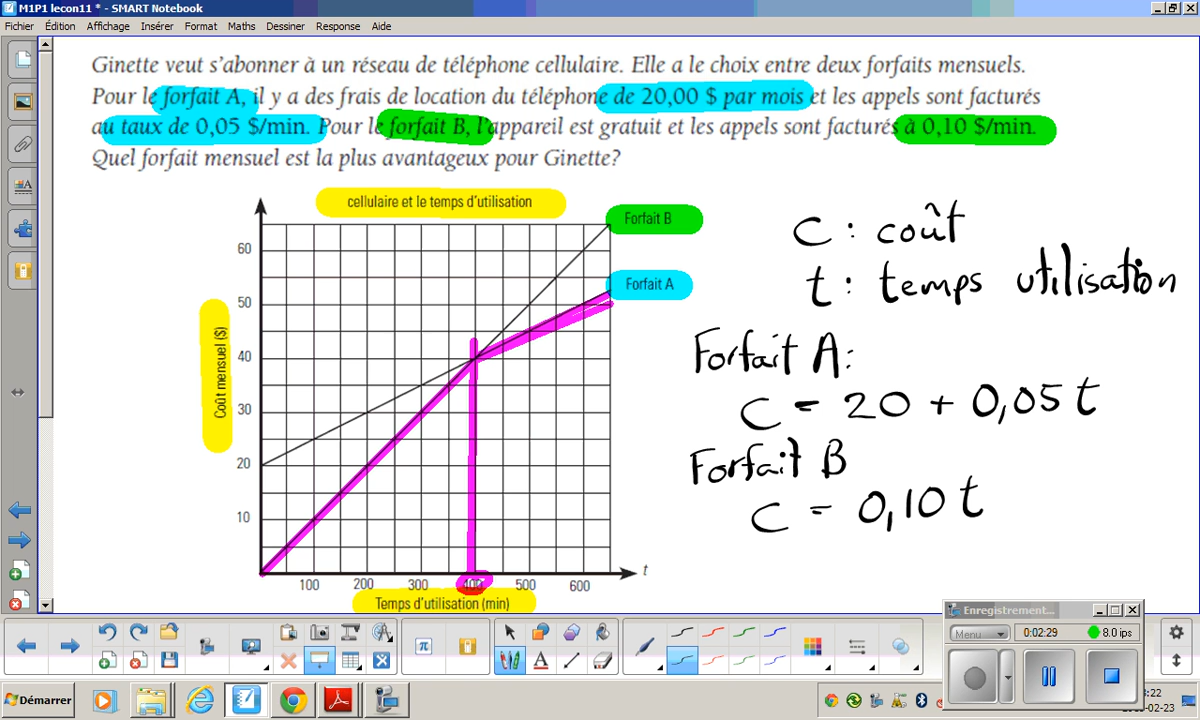 M1P1 lecon11 * - SMART Notebook
Fichier Édition Affichage Insérer Format Maths Dessiner Response Aide
Ginette veut s'abonner à un réseau de téléphone cellulaire. Elle a le choix entre deux forfaits mensuels.
Pour le forfait A, il y a des frais de location du téléphone de 20,00 $ par mois et les appels sont facturés
au taux de 0,05 $/min. Pour le forfait B, l'appareil est gratuit et les appels sont facturés à 0,10 $/min.
Quel forfait mensuel est la plus avantageux pour Ginette?
cellulaire et le temps d'utilisation
Forfait B
Forfait A
Coût mensuel ($)
60
50
40
30
20
10
100 200 300 400 500 600
t
Temps d'utilisation (min)
C : coût
t : temps utilisation
Forfait A:
C = 20 + 0,05 t
Forfait B
C = 0,10 t
Enregistrement...
Menu 0:02:29 8.0 ips
Démarrer